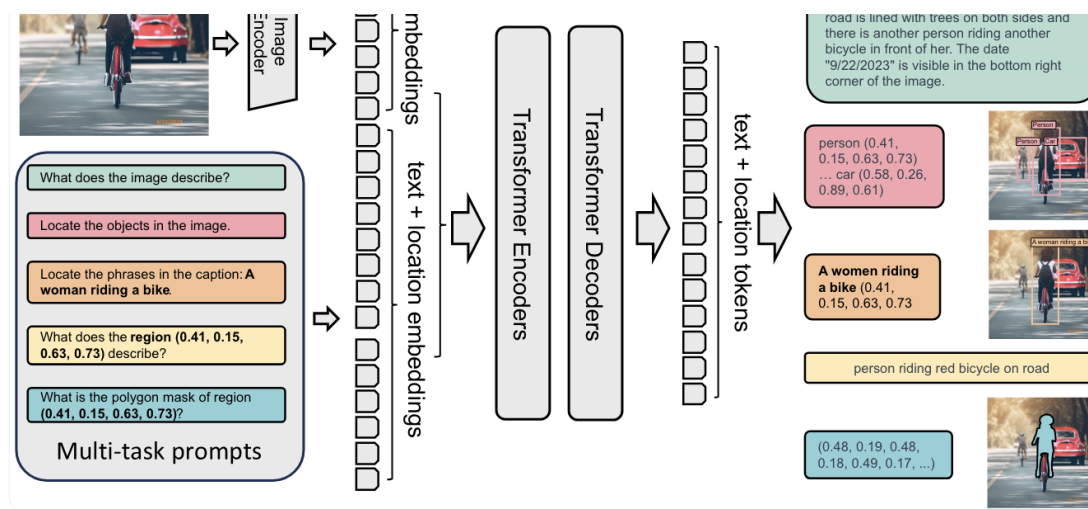 Image
Encoder
embeddings
text + location embeddings
Transformer Encoders
Transformer Decoders
text + location tokens
What does the image describe?
Locate the objects in the image.
Locate the phrases in the caption: A
woman riding a bike.
What does the region (0.41, 0.15,
0.63, 0.73) describe?
What is the polygon mask of region
(0.41, 0.15, 0.63, 0.73)?
Multi-task prompts
road is lined with trees on both sides and
there is another person riding another
bicycle in front of her. The date
"9/22/2023" is visible in the bottom right
corner of the image.
person (0.41,
0.15, 0.63, 0.73)
... car (0.58, 0.26,
0.89, 0.61)
Person
Person
Car
A women riding
a bike (0.41,
0.15, 0.63, 0.73
A woman riding a bi
person riding red bicycle on road
(0.48, 0.19, 0.48,
0.18, 0.49, 0.17, ...)